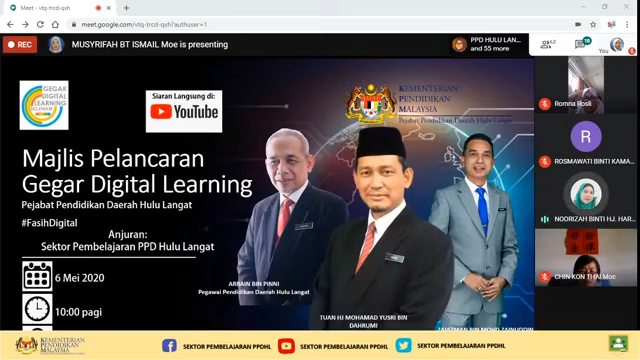 Meet - vtq-trcd-qxh
meet.google.com/vtq-trcd-qxh?authuser=1
REC
MUSYRIFAH BT ISMAIL Moe is presenting
PPD HULU LAN...
and 55 more
You
GEGAR
DIGITAL
LEARNING
Siaran Langsung di:
YouTube
KEMENTERIAN
PENDIDIKAN
MALAYSIA
Pejabat Pendidikan Daerah Hulu Langat
Majlis Pelancaran
Gegar Digital Learning
Pejabat Pendidikan Daerah Hulu Langat
#FasihDigital
Anjuran:
Sektor Pembelajaran PPD Hulu Langat
6 Mei 2020
10:00 pagi
ARBAIN BIN PINNI
Pegawai Pendidikan Daerah Hulu Langat
TUAN HJ MOHAMAD YUSRI BIN
DAHRUMI
Romna Rosli
R
ROSMAWATI BINTI KAMA...
NOORIZAH BINTI HJ. HAR...
CHIN KON THAI Moe
KEMENTERIAN
PENDIDIKAN
MALAYSIA
SEKTOR PEMBELAJARAN PPDHL
SEKTOR PEMBELAJARAN PPDHL
SEKTOR PEMBELAJARAN PPDHL